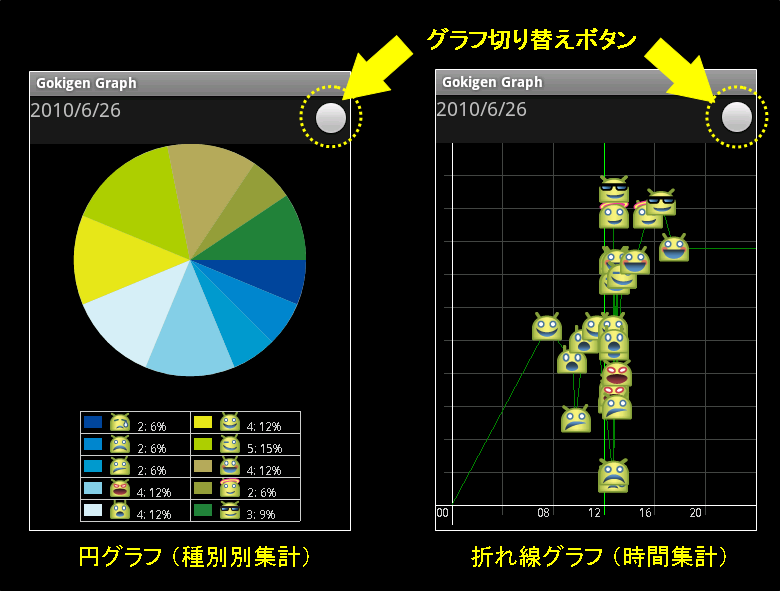 グラフ切り替えボタン
Gokigen Graph
2010/6/26
2: 6% 4: 12%
2: 6% 5: 15%
2: 6% 4: 12%
4: 12% 2: 6%
4: 12% 3: 9%
円グラフ (種別別集計)
Gokigen Graph
2010/6/26
00 08 12 16 20
折れ線グラフ (時間集計)